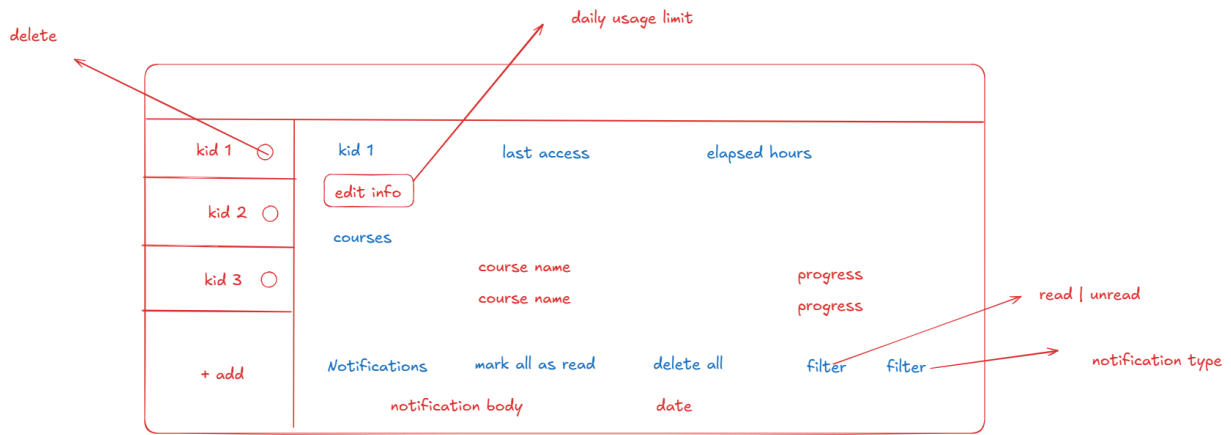 daily usage limit
delete
kid 1
kid 1
last access
elapsed hours
edit info
kid 2
courses
course name
progress
kid 3
course name
progress
read | unread
+ add
Notifications
mark all as read
delete all
filter
filter
notification type
notification body
date